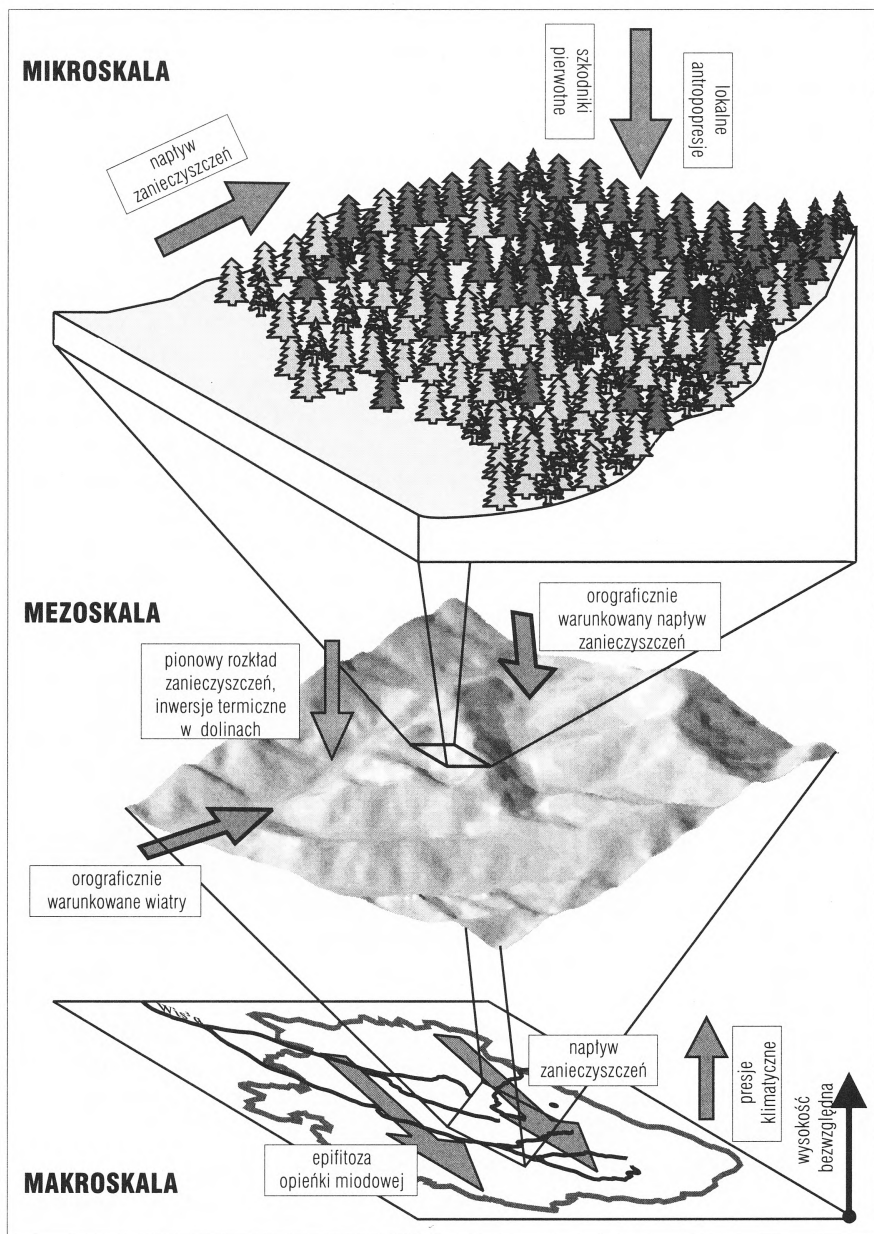 MIKROSKALA
szkodniki
pierwotne
lokalne
antropopresje
napływ
zanieczyszczeń
MEZOSKALA
orograficznie
warunkowany napływ
zanieczyszczeń
pionowy rozkład
zanieczyszczeń,
inwersje termiczne
w dolinach
orograficznie
warunkowane wiatry
napływ
zanieczyszczeń
presje
klimatyczne
wysokość
bezwzględna
epifitoza
opieńki miodowej
MAKROSKALA